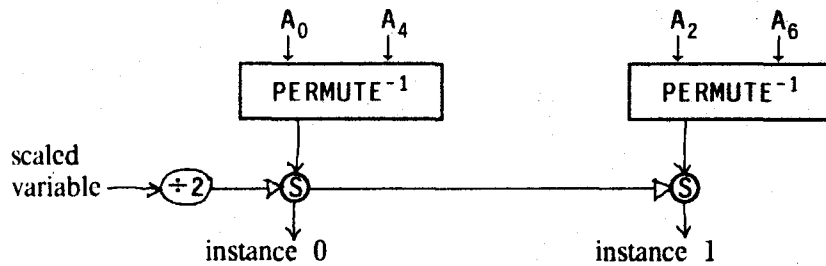 A₀ A₄ A₂ A₆
PERMUTE⁻¹ PERMUTE⁻¹
scaled
variable ÷2 S S
instance 0 instance 1